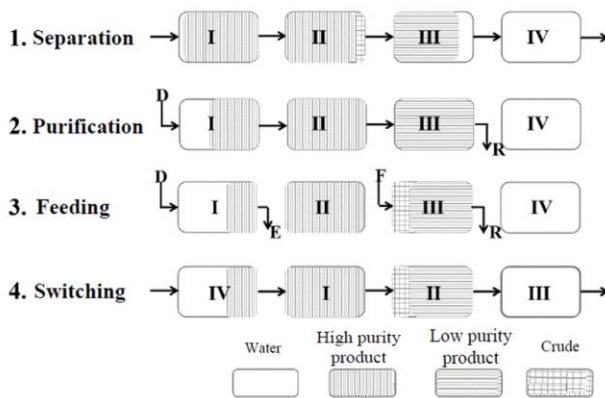 1. Separation I II III IV
D
2. Purification I II III IV
R
D F
3. Feeding I II III IV
E R
4. Switching IV I II III
Water High purity product Low purity product Crude